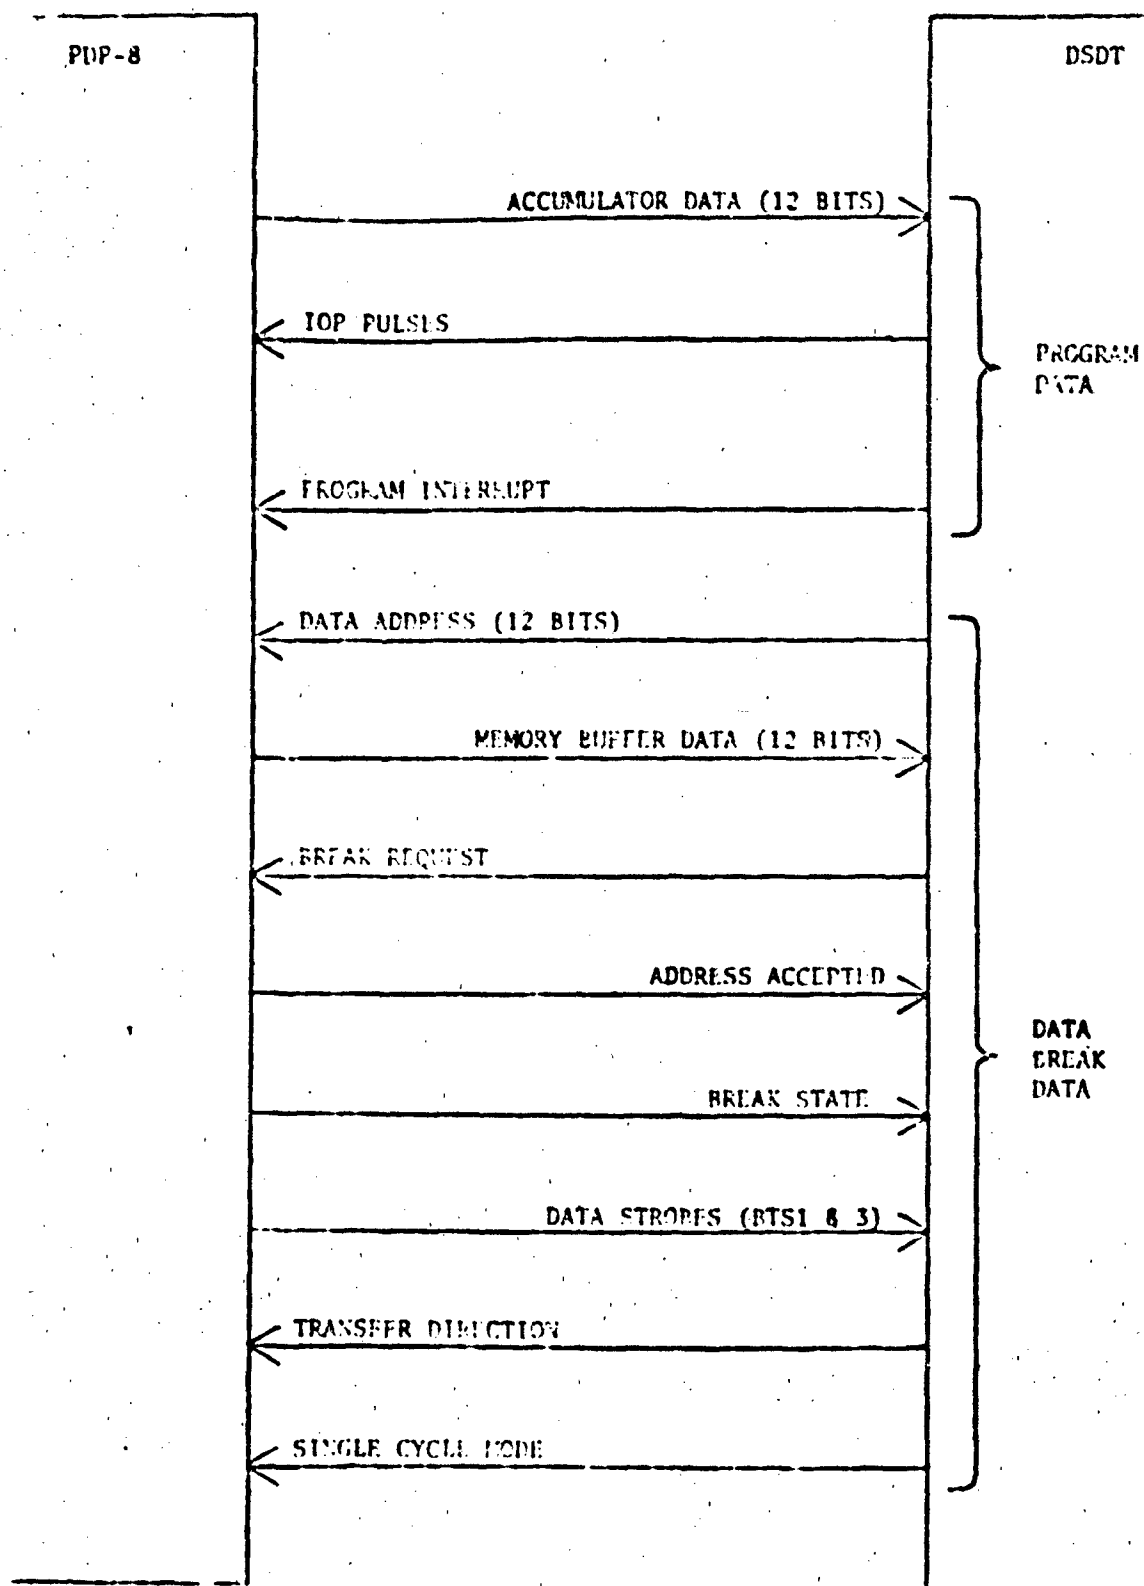 PDP-8
DSDT
ACCUMULATOR DATA (12 BITS)
IOP PULSES
PROGRAM
DATA
PROGRAM INTERRUPT
DATA ADDRESS (12 BITS)
MEMORY BUFFER DATA (12 BITS)
BREAK REQUEST
ADDRESS ACCEPTED
DATA
BREAK
DATA
BREAK STATE
DATA STROBES (BTS1 & 3)
TRANSFER DIRECTION
SINGLE CYCLE MODE